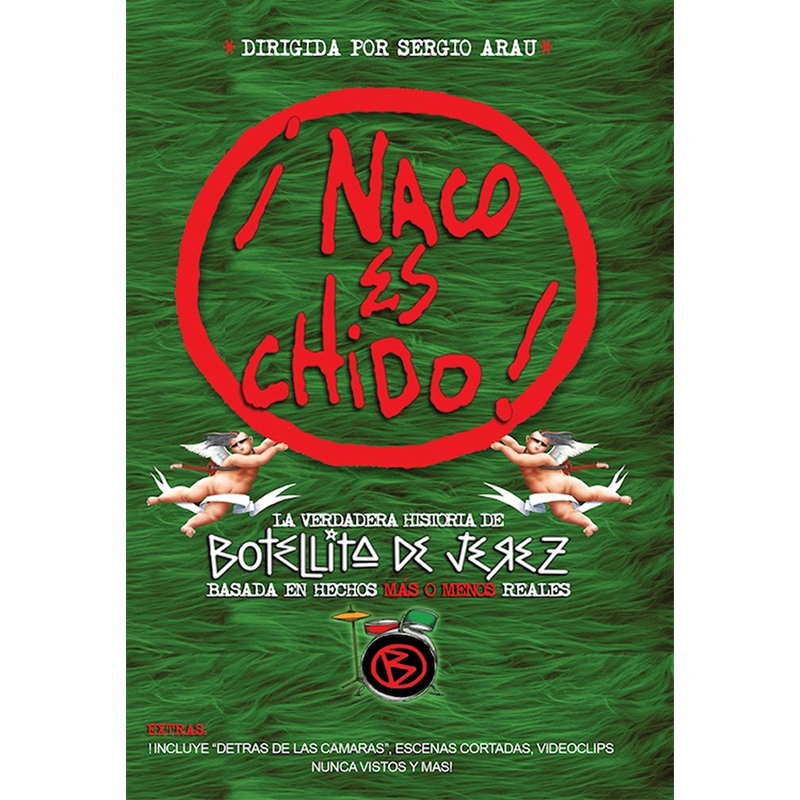 *DIRIGIDA POR SERGIO ARAU*
¡NACO
ES
CHiDO!
LA VERDADERA HISTORIA DE
BOTELLITA DE JEREZ
BASADA EN HECHOS MÁS O MENOS REALES
B
EXTRAS.
! INCLUYE "DETRAS DE LAS CAMARAS", ESCENAS CORTADAS, VIDEOCLIPS
NUNCA VISTOS Y MAS!